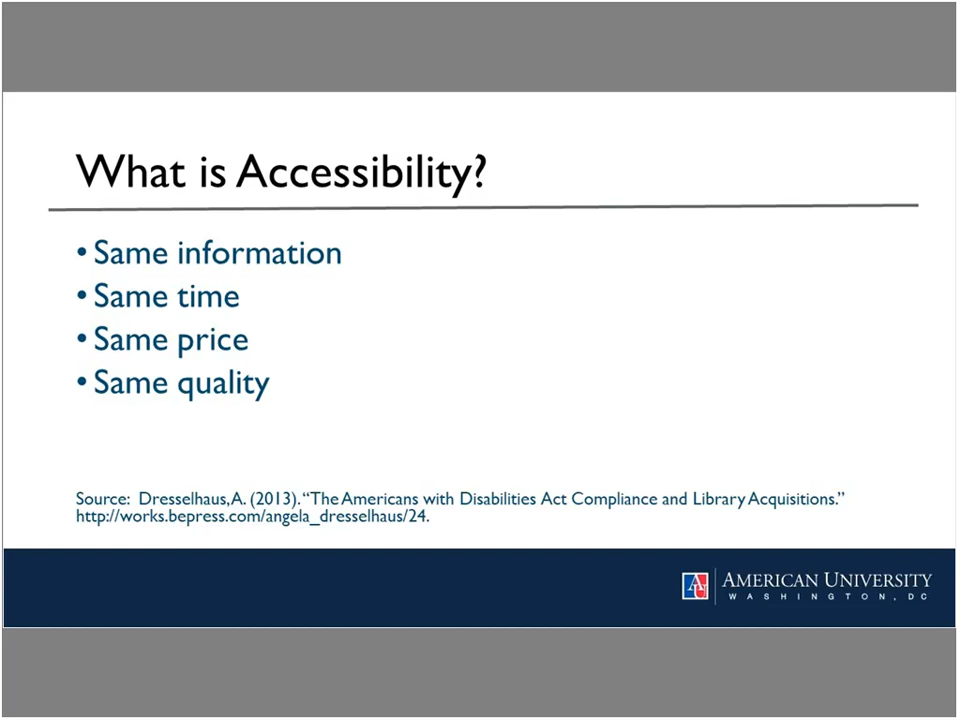 What is Accessibility?
• Same information
• Same time
• Same price
• Same quality
Source: Dresselhaus, A. (2013). “The Americans with Disabilities Act Compliance and Library Acquisitions.”
http://works.bepress.com/angela_dresselhaus/24.
AU
AMERICAN UNIVERSITY
WASHINGTON, DC